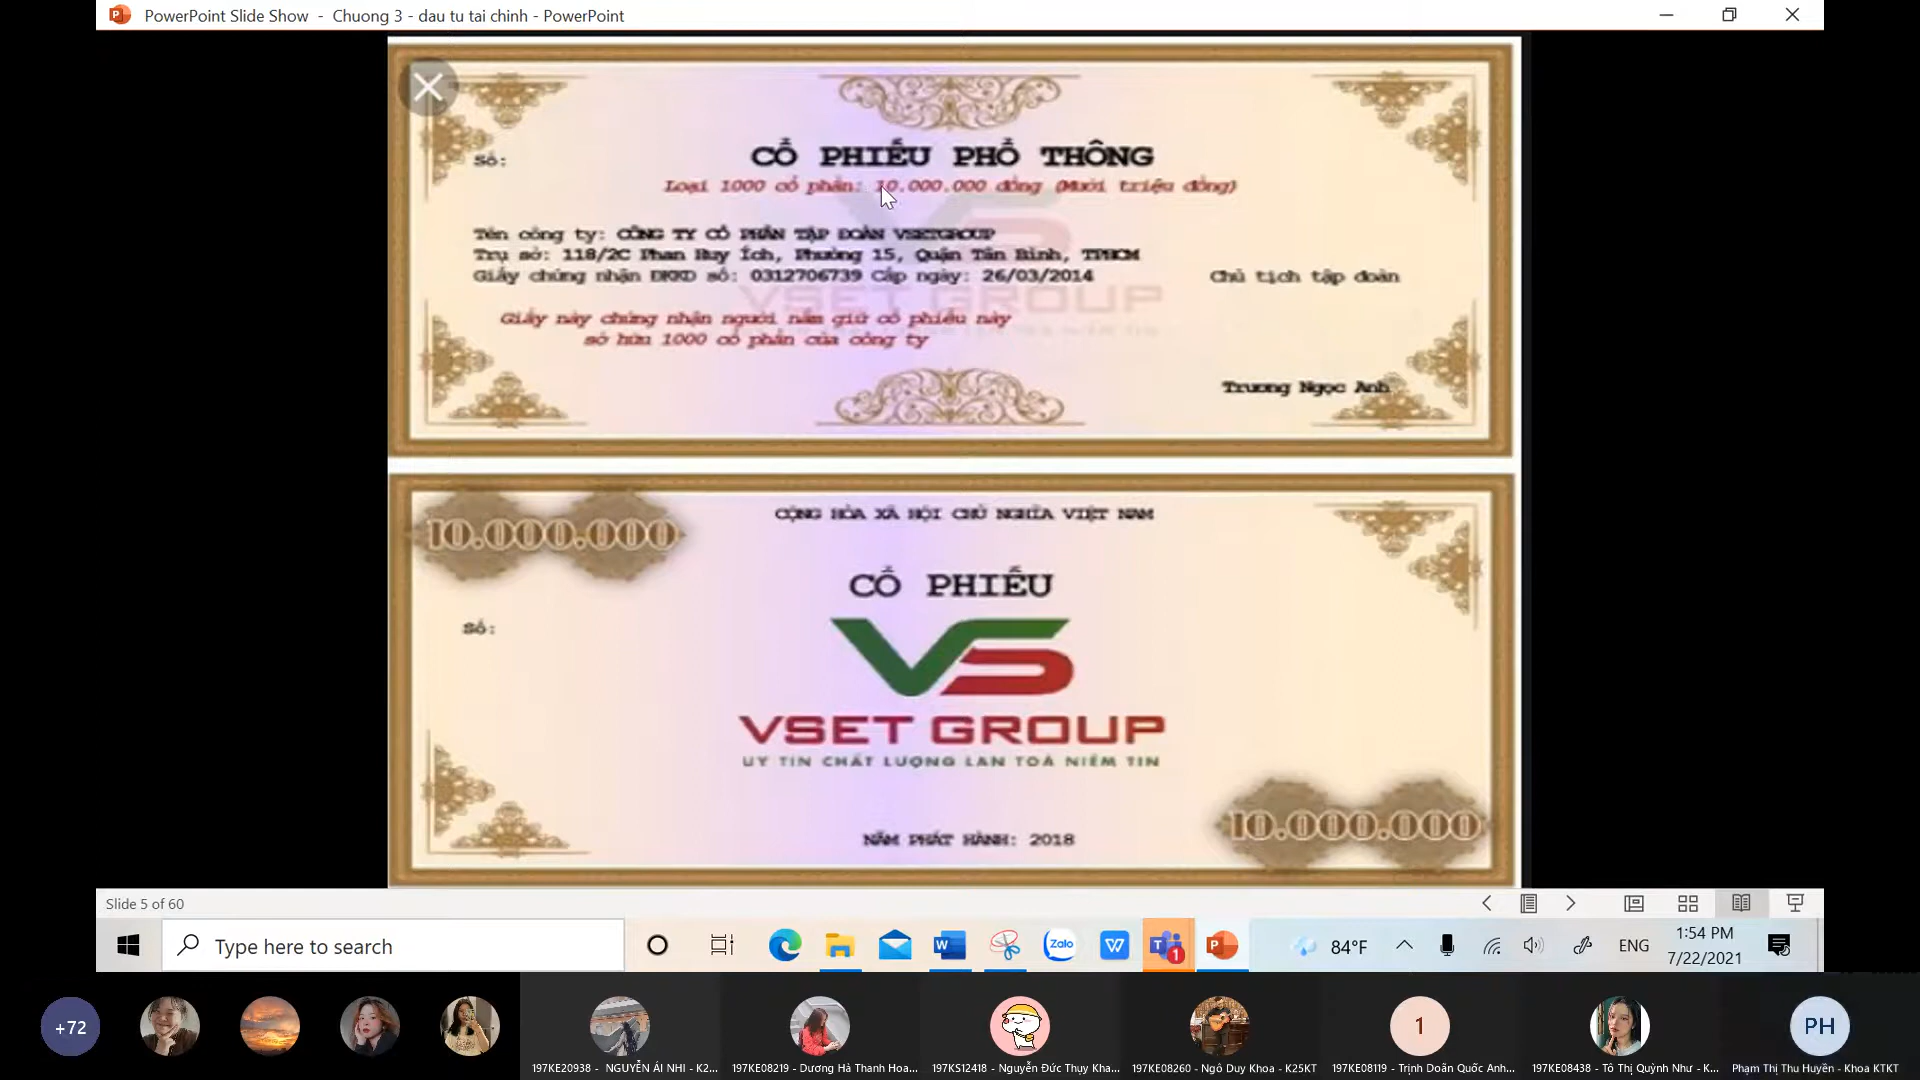 PowerPoint Slide Show - Chuong 3 - dau tu tai chinh - PowerPoint
CỔ PHIẾU PHỔ THÔNG
Số:
Loại 1000 cổ phần: 10.000.000 đồng (Mười triệu đồng)
Tên công ty: CÔNG TY CỔ PHẦN TẬP ĐOÀN VSETGROUP
Trụ sở: 118/2C Phan Huy Ích, Phường 15, Quận Tân Bình, TPHCM
Giấy chứng nhận ĐKKD số: 0312706739 Cấp ngày: 26/03/2014
Chủ tịch tập đoàn
VSET GROUP
Giấy này chứng nhận người nắm giữ cổ phiếu này
sở hữu 1000 cổ phần của công ty
Trương Ngọc Anh
CỘNG HÒA XÃ HỘI CHỦ NGHĨA VIỆT NAM
10.000.000
CỔ PHIẾU
Số:
VS
VSET GROUP
UY TIN CHẤT LƯỢNG LAN TOẢ NIỀM TIN
10.000.000
NĂM PHÁT HÀNH: 2018
Slide 5 of 60
Type here to search
Zalo
84°F
ENG
1:54 PM
7/22/2021
+72
1
PH
197KE20938 - NGUYỄN ÁI NHI - K2...
197KE08219 - Dương Hà Thanh Hoa...
197KS12418 - Nguyễn Đức Thụy Kha...
197KE08260 - Ngô Duy Khoa - K25KT
197KE08119 - Trịnh Doãn Quốc Anh...
197KE08438 - Tô Thị Quỳnh Như - K...
Phạm Thị Thu Huyền - Khoa KTKT